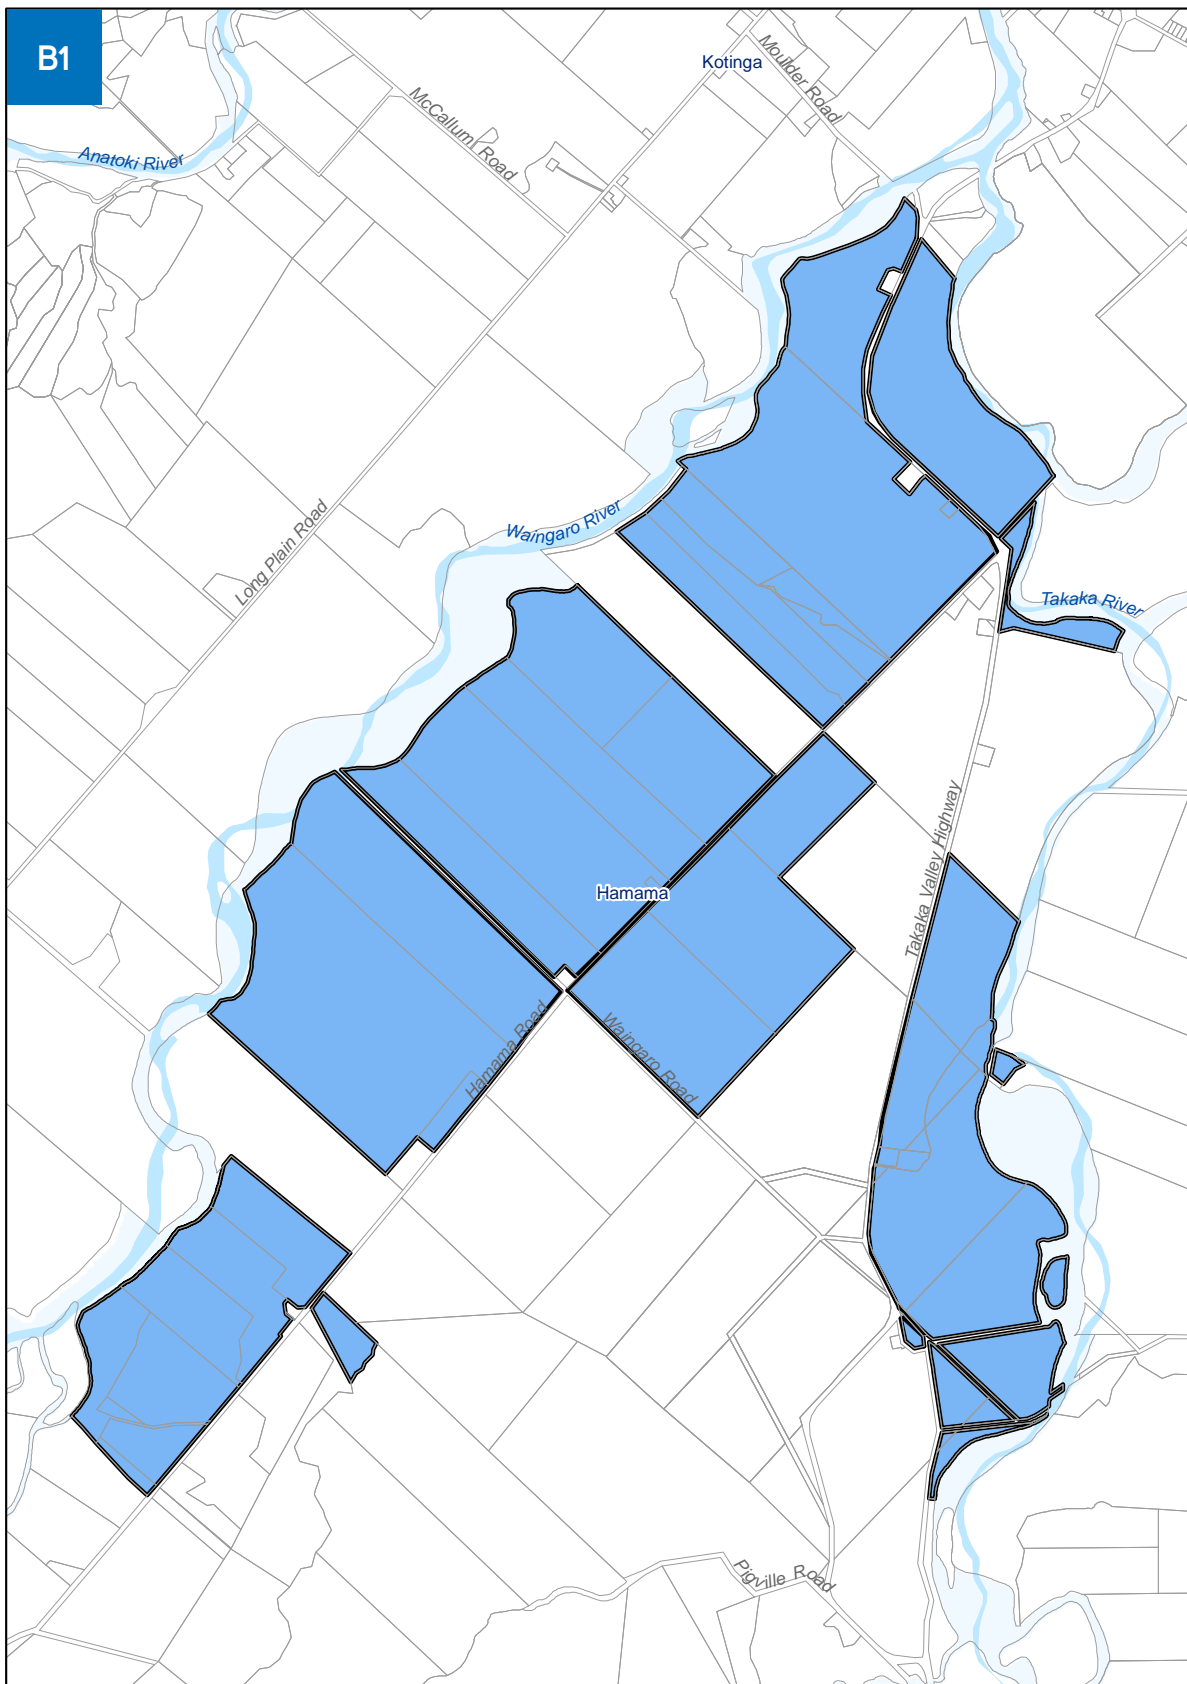 B1
Kotinga
Moulder Road
McCallum Road
Anatoki River
Long Plain Road
Waingaro River
Takaka River
Takaka Valley Highway
Hamama
Hamama Road
Waingaro Road
Pigville Road